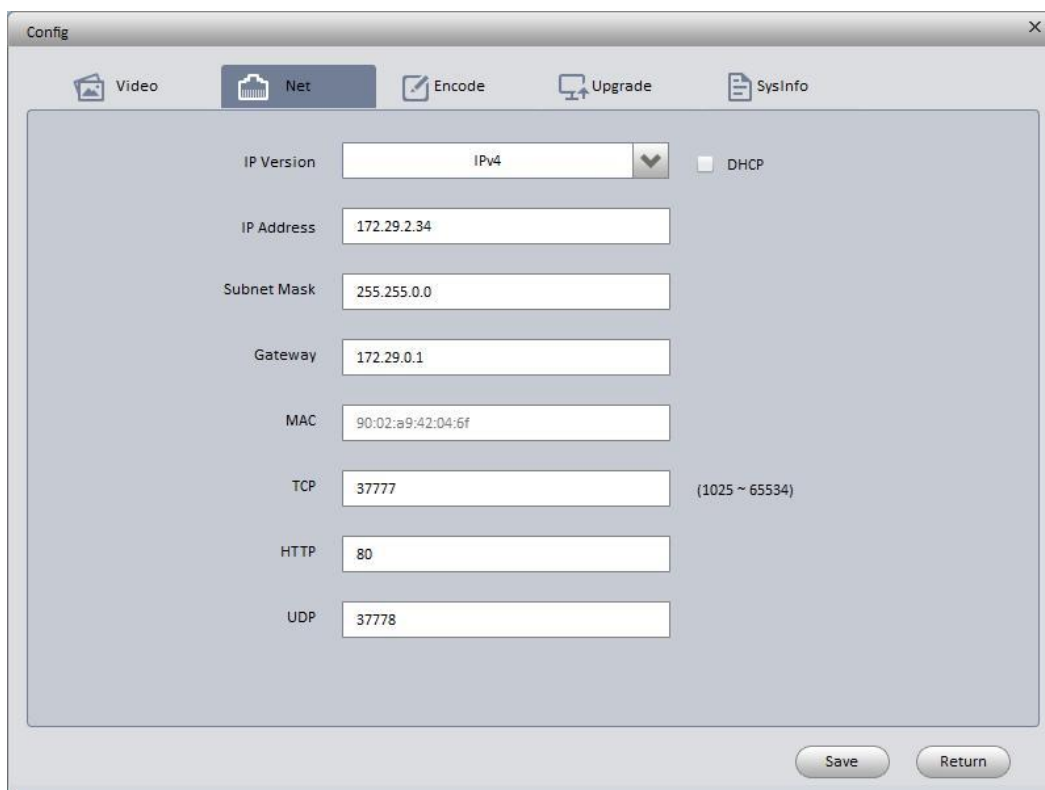 Config
Video Net Encode Upgrade SysInfo
IP Version IPv4 DHCP
IP Address 172.29.2.34
Subnet Mask 255.255.0.0
Gateway 172.29.0.1
MAC 90:02:a9:42:04:6f
TCP 37777 (1025 ~ 65534)
HTTP 80
UDP 37778
Save Return